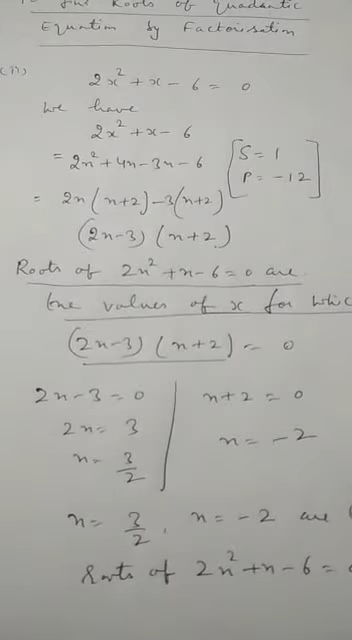 Find Roots of Quadratic
Equation by Factorisation
(ii)
2x² + x - 6 = 0
We have
2x² + x - 6
= 2x² + 4x - 3x - 6 [S = 1
P = -12]
= 2x (x+2) - 3(x+2)
(2x-3) (x+2)
Roots of 2x² + x - 6 = 0 are
the values of x for whic
(2x-3) (x+2) = 0
2x - 3 = 0 | x + 2 = 0
2x = 3 | x = -2
x = 3/2
x = 3/2, x = -2 are
roots of 2x² + x - 6 =